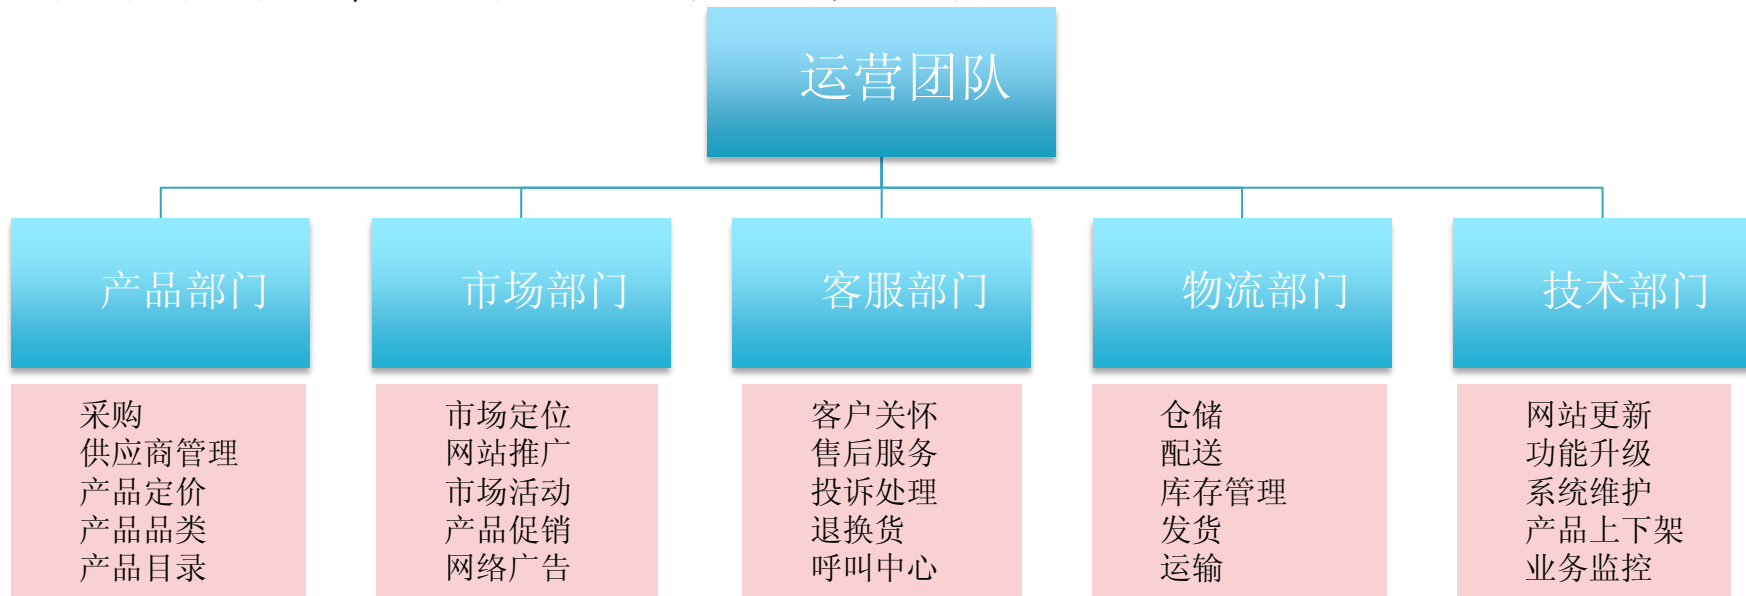 运营团队
产品部门
市场部门
客服部门
物流部门
技术部门
采购
供应商管理
产品定价
产品品类
产品目录
市场定位
网站推广
市场活动
产品促销
网络广告
客户关怀
售后服务
投诉处理
退换货
呼叫中心
仓储
配送
库存管理
发货
运输
网站更新
功能升级
系统维护
产品上下架
业务监控